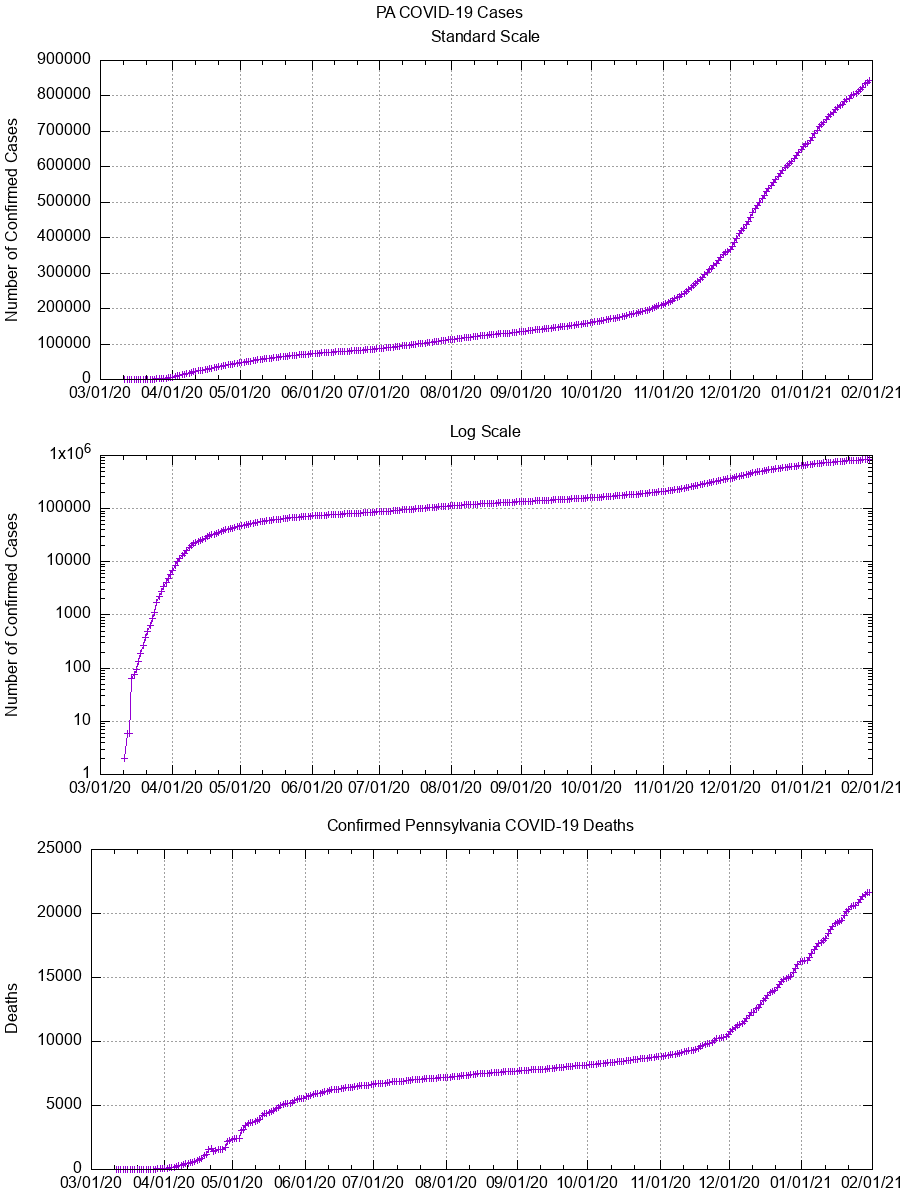 PA COVID-19 Cases
Standard Scale
Number of Confirmed Cases
900000
800000
700000
600000
500000
400000
300000
200000
100000
0
03/01/20 04/01/20 05/01/20 06/01/20 07/01/20 08/01/20 09/01/20 10/01/20 11/01/20 12/01/20 01/01/21 02/01/21
Log Scale
Number of Confirmed Cases
1x10⁶
100000
10000
1000
100
10
1
03/01/20 04/01/20 05/01/20 06/01/20 07/01/20 08/01/20 09/01/20 10/01/20 11/01/20 12/01/20 01/01/21 02/01/21
Confirmed Pennsylvania COVID-19 Deaths
Deaths
25000
20000
15000
10000
5000
0
03/01/20 04/01/20 05/01/20 06/01/20 07/01/20 08/01/20 09/01/20 10/01/20 11/01/20 12/01/20 01/01/21 02/01/21